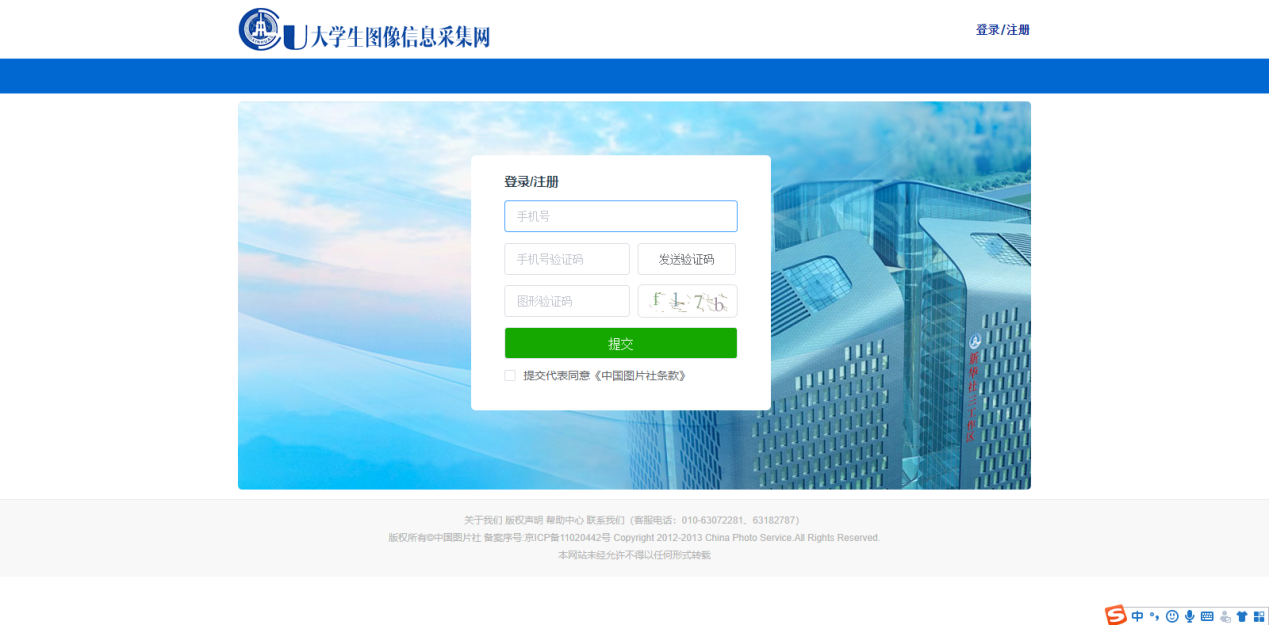 大学生图像信息采集网
登录/注册
登录/注册
手机号
手机号验证码
发送验证码
图形验证码
f l 7 b
提交
提交代表同意《中国图片社条款》
新华社三工作区
关于我们 版权声明 帮助中心 联系我们（客服电话：010-63072281，63182787）
版权所有©中国图片社 备案序号:京ICP备11020442号 Copyright 2012-2013 China Photo Service.All Rights Reserved.
本网站未经允许不得以任何形式转载
中